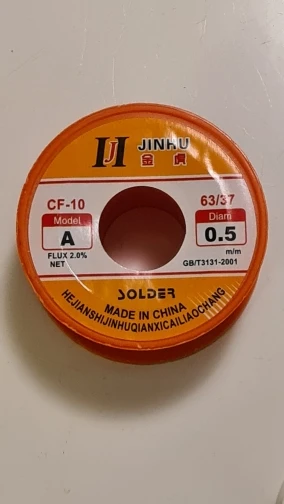 JH JINHU
金虎
CF-10 63/37
Model A
Diam 0.5
FLUX 2.0% m/m
NET GB/T3131-2001
SOLDER
MADE IN CHINA
HEJIANSHIJINHUQIANXICAILIAOCHANG